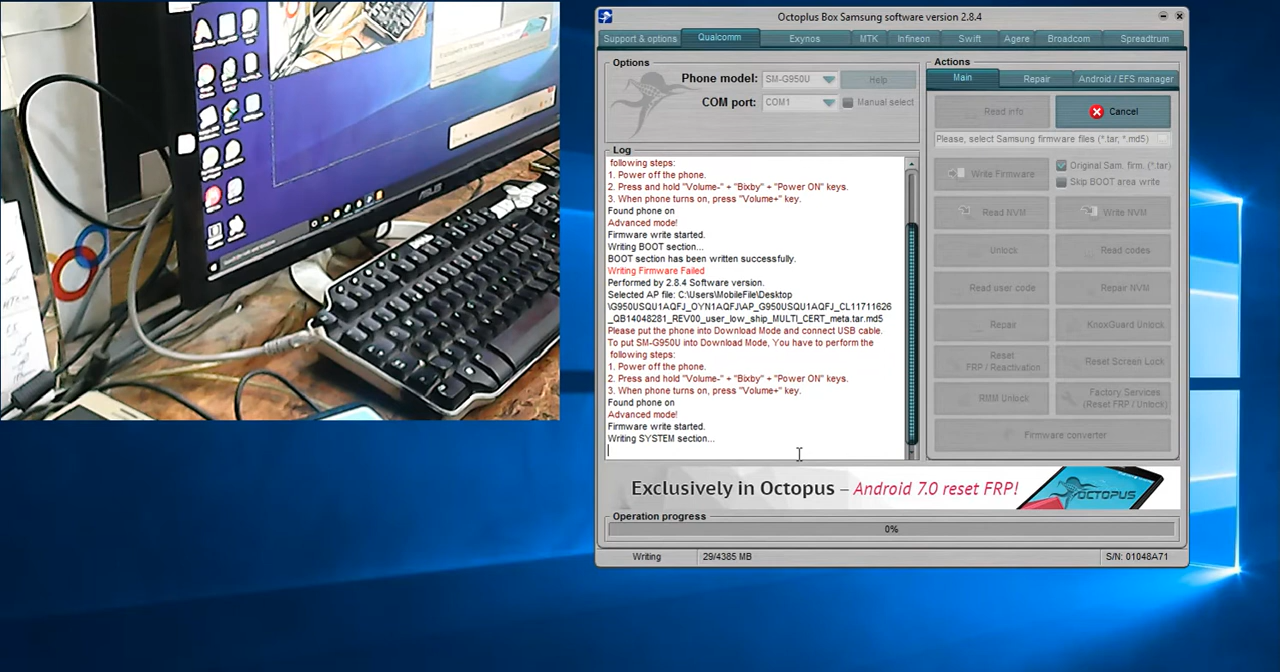 ASUS
Octoplus Box Samsung software version 2.8.4
Support & options
Qualcomm
Exynos
MTK
Infineon
Swift
Agere
Broadcom
Spreadtrum
Options
Phone model:
SM-G950U
Help
COM port:
COM1
Manual select
Log
following steps:
1. Power off the phone.
2. Press and hold "Volume-" + "Bixby" + "Power ON" keys.
3. When phone turns on, press "Volume+" key.
Found phone on
Advanced mode!
Firmware write started.
Writing BOOT section...
BOOT section has been written successfully.
Writing Firmware Failed
Performed by 2.8.4 Software version.
Selected AP file: C:\Users\MobileFile\Desktop
\G950USQU1AQFJ_OYN1AQFJ\AP_G950USQU1AQFJ_CL11711626
_QB14048281_REV00_user_low_ship_MULTI_CERT_meta.tar.md5
Please put the phone into Download Mode and connect USB cable.
To put SM-G950U into Download Mode, You have to perform the
following steps:
1. Power off the phone.
2. Press and hold "Volume-" + "Bixby" + "Power ON" keys.
3. When phone turns on, press "Volume+" key.
Found phone on
Advanced mode!
Firmware write started.
Writing SYSTEM section...
Actions
Main
Repair
Android / EFS manager
Read info
Cancel
Please, select Samsung firmware files (*.tar, *.md5)
Write Firmware
Original Sam. firm. (*.tar)
Skip BOOT area write
Read NVM
Write NVM
Unlock
Read codes
Read user code
Repair NVM
Repair
KnoxGuard Unlock
Reset
FRP / Reactivation
Reset Screen Lock
RMM Unlock
Factory Services
(Reset FRP / Unlock)
Firmware converter
Exclusively in Octopus – Android 7.0 reset FRP!
OCTOPUS
Operation progress
0%
Writing
29/4385 MB
S/N: 01048A71